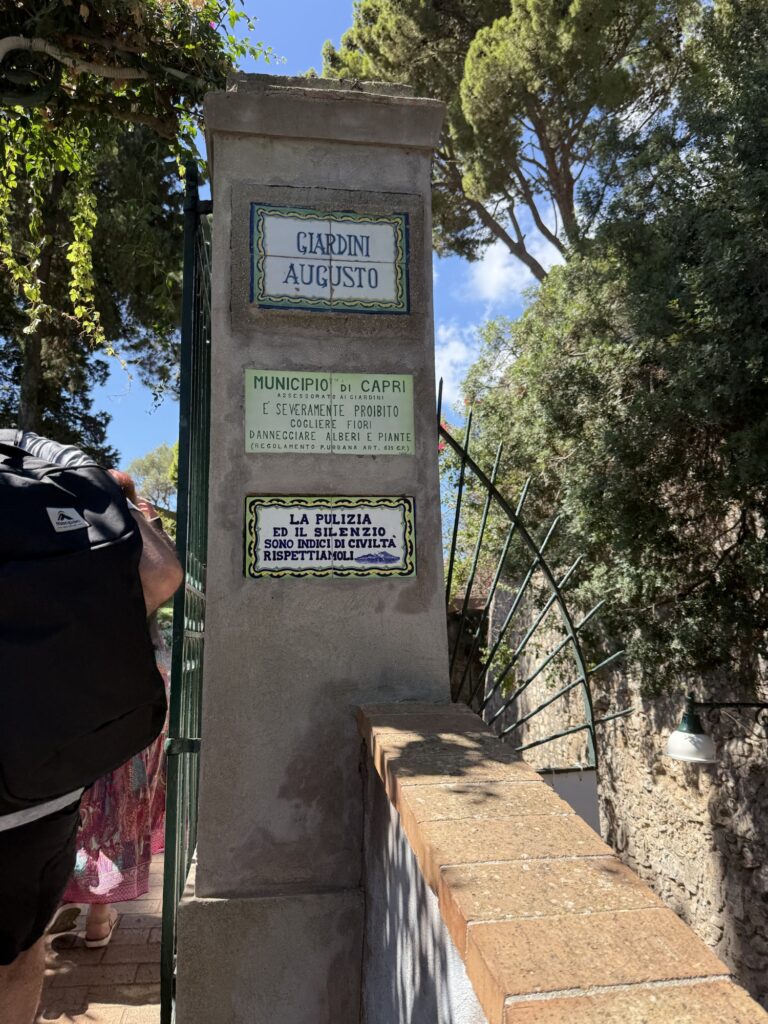 GIARDINI
AUGUSTO
MUNICIPIO DI CAPRI
ASSESSORATO AI GIARDINI
E' SEVERAMENTE PROIBITO
COGLIERE FIORI
DANNEGGIARE ALBERI E PIANTE
LA PULIZIA
ED IL SILENZIO
SONO INDICI DI CIVILTÀ
RISPETTIAMOLI